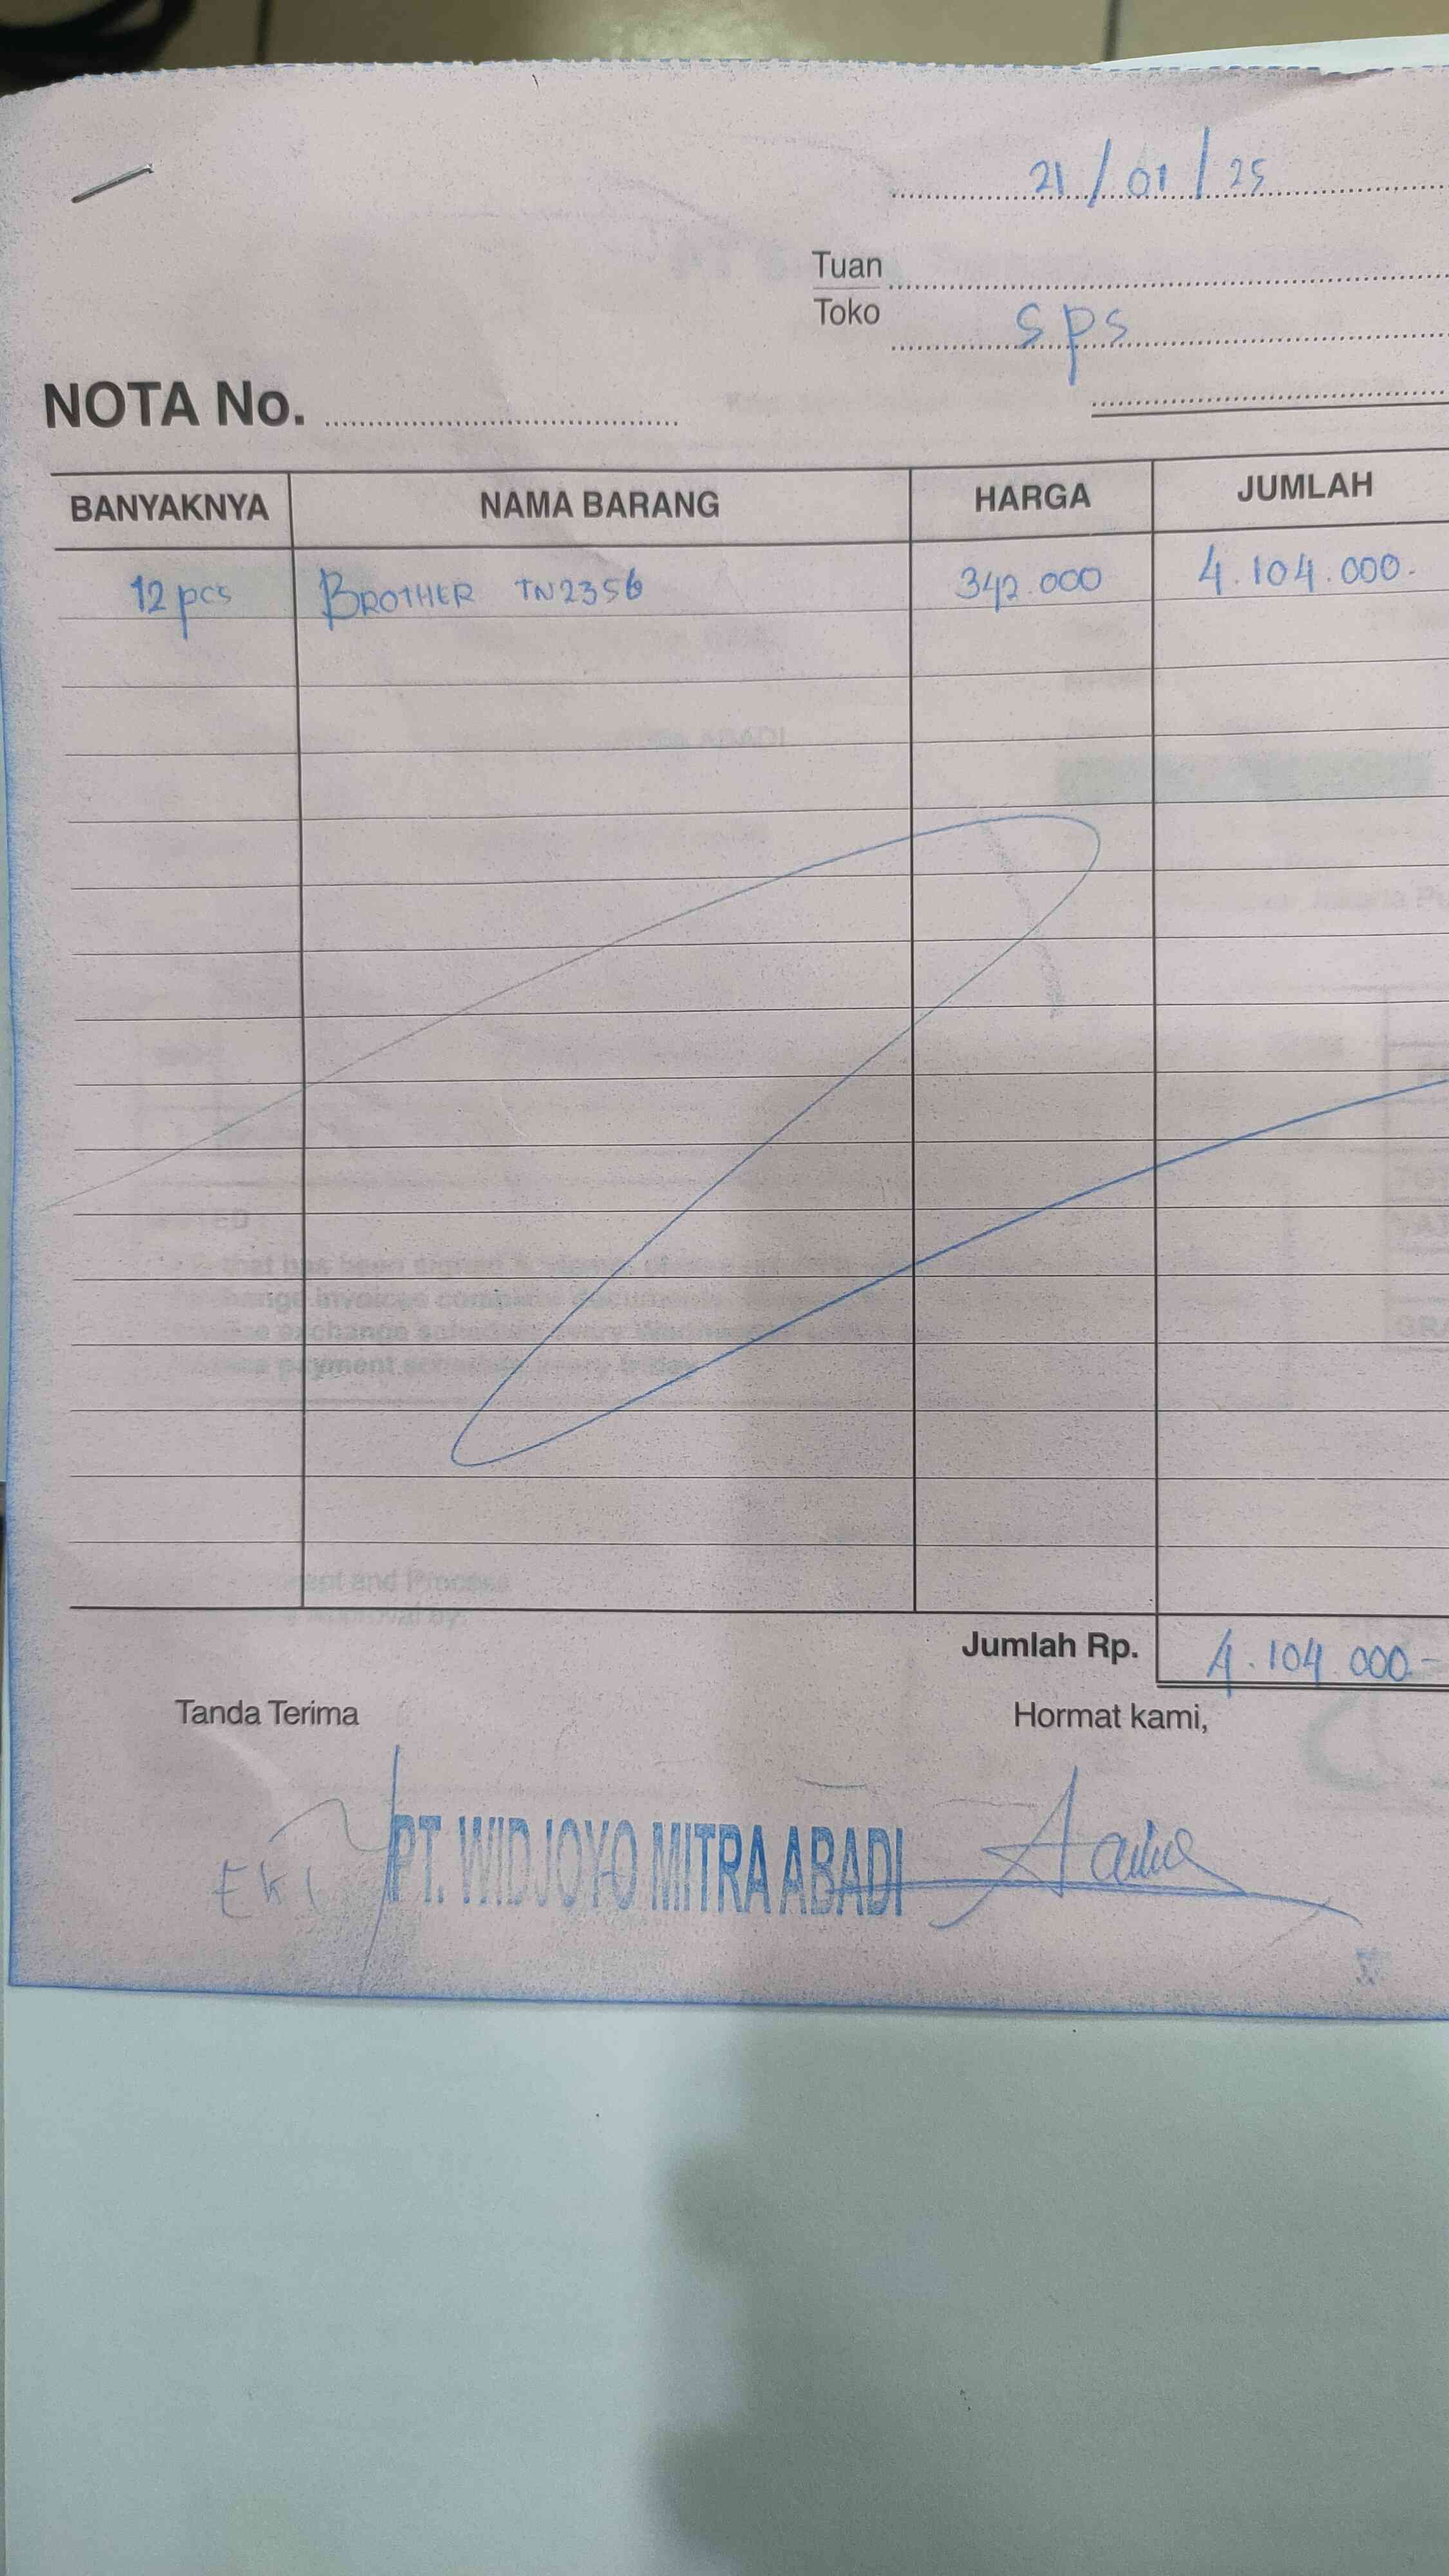 21/01/25
Tuan
Toko sps
NOTA No.
BANYAKNYA NAMA BARANG HARGA JUMLAH
12 pcs BROTHER TN2356 342.000 4.104.000.-
Jumlah Rp. 4.104.000.-
Tanda Terima Hormat kami,
EKI PT. WIDJOYO MITRA ABADI